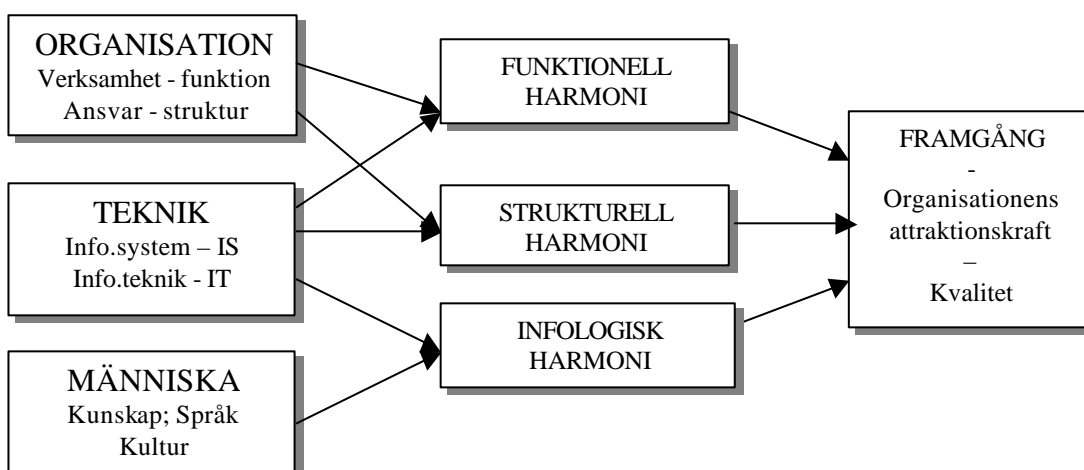 ORGANISATION
Verksamhet - funktion
Ansvar - struktur
TEKNIK
Info.system – IS
Info.teknik - IT
MÄNNISKA
Kunskap; Språk
Kultur
FUNKTIONELL
HARMONI
STRUKTURELL
HARMONI
INFOLOGISK
HARMONI
FRAMGÅNG
-
Organisationens
attraktionskraft
–
Kvalitet